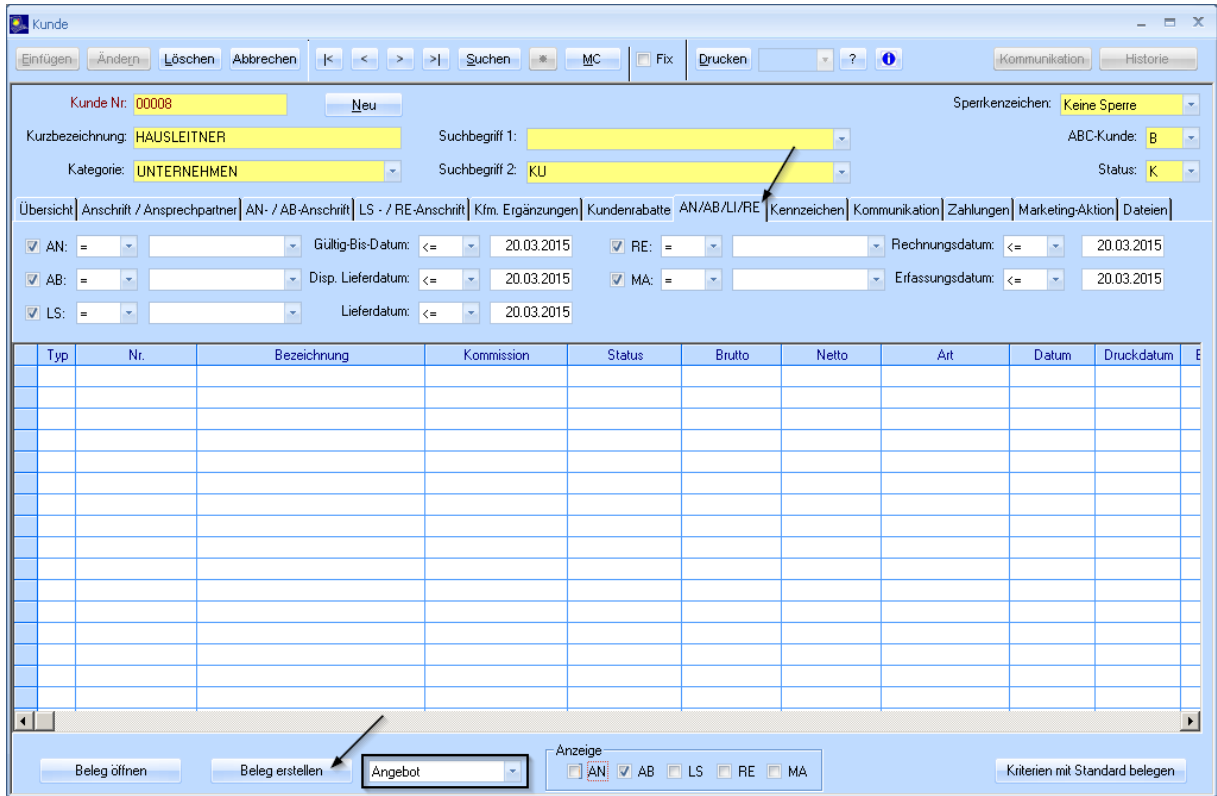 Kunde
Einfügen Ändern Löschen Abbrechen |< < > >| Suchen * MC Fix Drucken ? i Kommunikation Historie
Kunde Nr: 00008 Neu Sperrkenzeichen: Keine Sperre
Kurzbezeichnung: HAUSLEITNER Suchbegriff 1: ABC-Kunde: B
Kategorie: UNTERNEHMEN Suchbegriff 2: KU Status: K
Übersicht Anschrift / Ansprechpartner AN- / AB-Anschrift LS - / RE-Anschrift Kfm. Ergänzungen Kundenrabatte AN/AB/LI/RE Kennzeichen Kommunikation Zahlungen Marketing-Aktion Dateien
AN: = Gültig-Bis-Datum: <= 20.03.2015 RE: = Rechnungsdatum: <= 20.03.2015
AB: = Disp. Lieferdatum: <= 20.03.2015 MA: = Erfassungsdatum: <= 20.03.2015
LS: = Lieferdatum: <= 20.03.2015
Typ Nr. Bezeichnung Kommission Status Brutto Netto Art Datum Druckdatum E
Anzeige
Beleg öffnen Beleg erstellen Angebot AN AB LS RE MA Kriterien mit Standard belegen